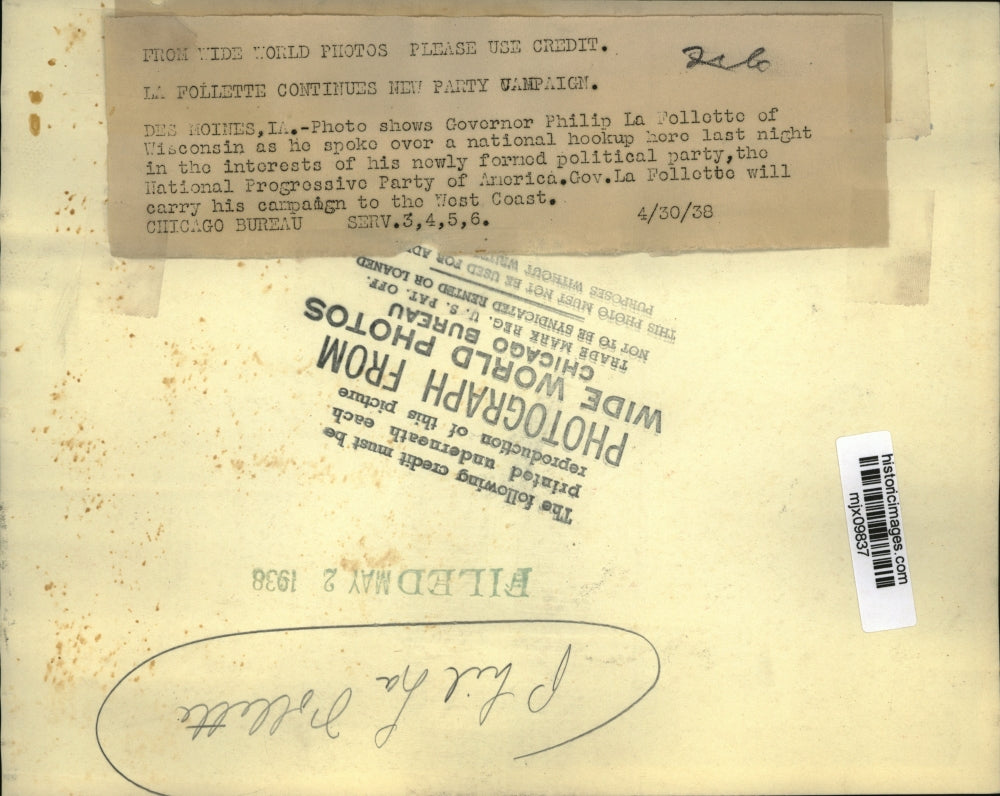 FROM WIDE WORLD PHOTOS PLEASE USE CREDIT.
LA FOLLETTE CONTINUES NEW PARTY CAMPAIGN.
DES MOINES,IA.-Photo shows Governor Philip La Follette of
Wisconsin as he spoke over a national hookup here last night
in the interests of his newly formed political party,the
National Progressive Party of America.Gov.La Follette will
carry his campaign to the West Coast.
CHICAGO BUREAU SERV.3,4,5,6. 4/30/38
The following credit must be
printed underneath each
reproduction of this picture
PHOTOGRAPH FROM
WIDE WORLD PHOTOS
CHICAGO BUREAU
TRADE MARK REG. U. S. PAT. OFF.
NOT TO BE SYNDICATED RENTED OR LOANED
THIS PHOTO MUST NOT BE USED FOR
PURPOSES WITHOUT
FILED MAY 2 1938
Phil La Follette
historicimages.com
mjx09837